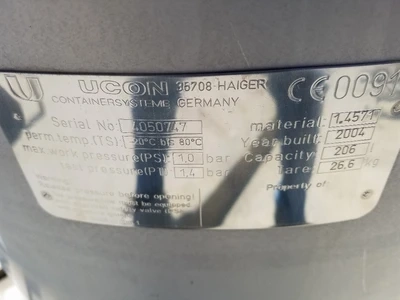 U UCON 35708-HAIGER CE 0091
CONTAINERSYSTEME GERMANY
Serial No: 4050747 material: 1.4571
perm.temp (TS): -20°C bis 80°C Year built: 2004
max work pressure(PS): 1,0 bar Capacity: 206 l
test pressure(PT): 1,4 bar Tare: 26.6 kg
before opening! Property of: